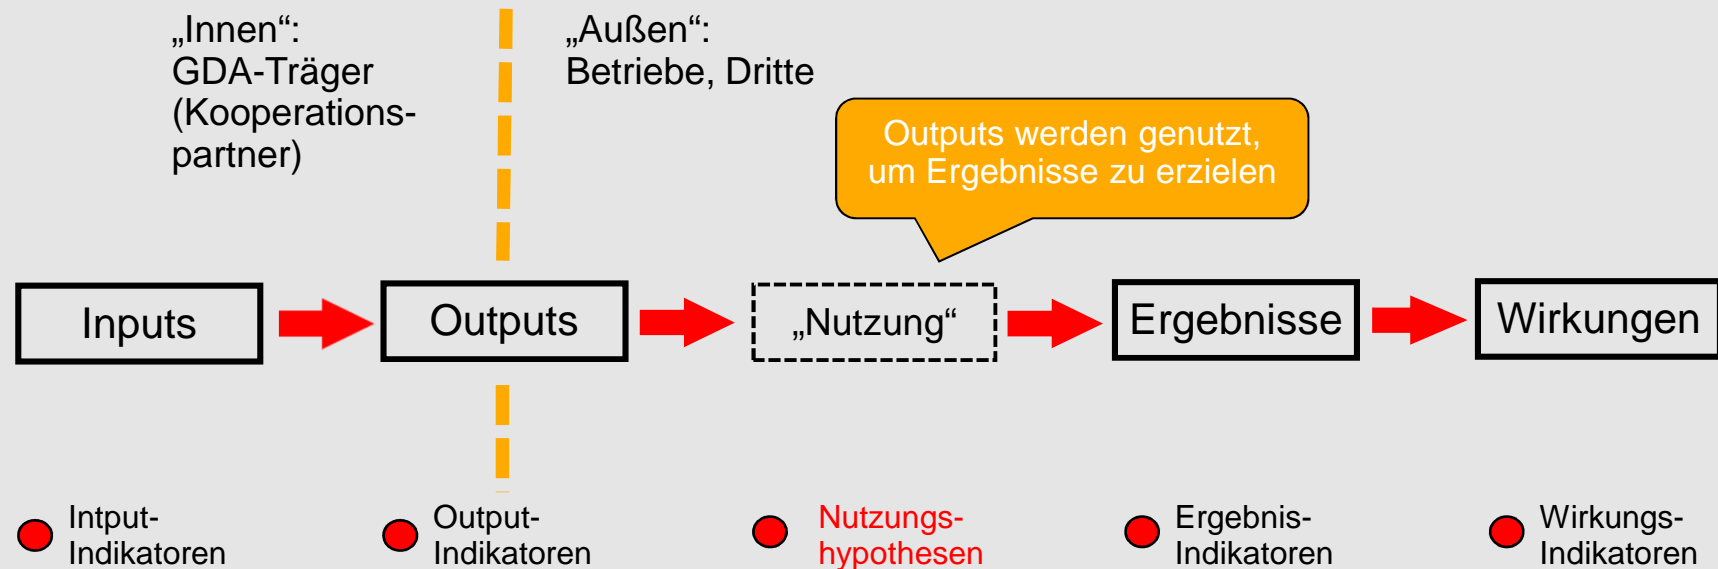 „Innen“:
GDA-Träger
(Kooperations-
partner)
„Außen“:
Betriebe, Dritte
Outputs werden genutzt,
um Ergebnisse zu erzielen
Inputs
Outputs
„Nutzung“
Ergebnisse
Wirkungen
Intput-
Indikatoren
Output-
Indikatoren
Nutzungs-
hypothesen
Ergebnis-
Indikatoren
Wirkungs-
Indikatoren